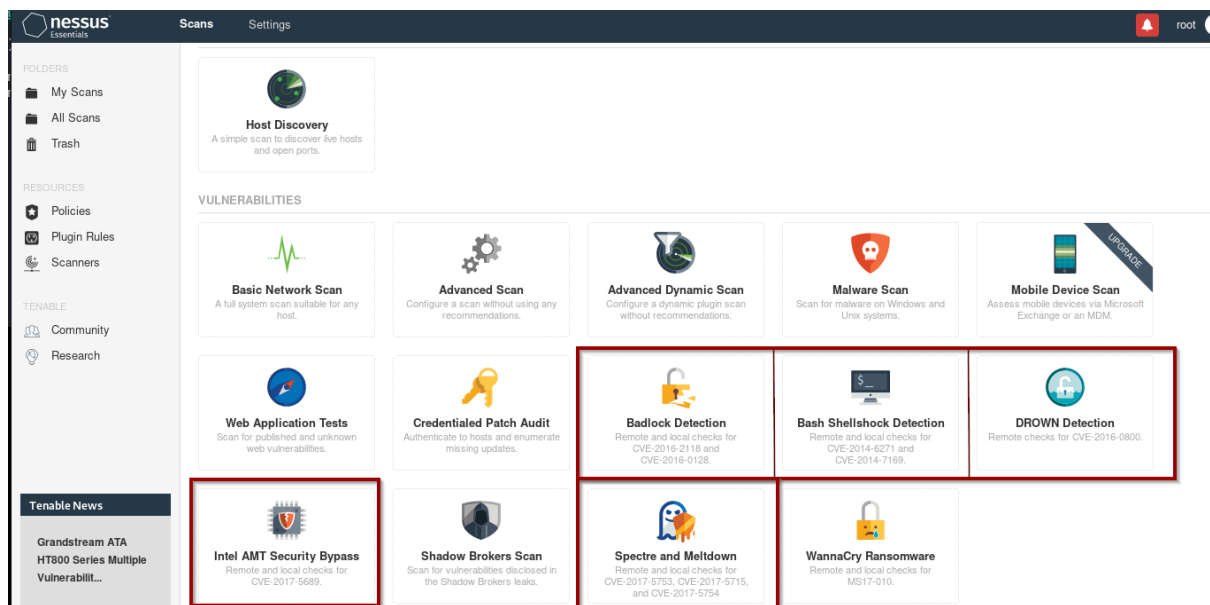 nessus
Essentials
Scans
Settings
root
FOLDERS
My Scans
All Scans
Trash
RESOURCES
Policies
Plugin Rules
Scanners
TENABLE
Community
Research
Tenable News
Grandstream ATA
HT800 Series Multiple
Vulnerabilit...
Host Discovery
A simple scan to discover live hosts
and open ports.
VULNERABILITIES
Basic Network Scan
A full system scan suitable for any
host.
Advanced Scan
Configure a scan without using any
recommendations.
Advanced Dynamic Scan
Configure a dynamic plugin scan
without recommendations.
Malware Scan
Scan for malware on Windows and
Unix systems.
UPGRADE
Mobile Device Scan
Assess mobile devices via Microsoft
Exchange or an MDM.
Web Application Tests
Scan for published and unknown
web vulnerabilities.
Credentialed Patch Audit
Authenticate to hosts and enumerate
missing updates.
Badlock Detection
Remote and local checks for
CVE-2016-2118 and
CVE-2016-0128.
$_
Bash Shellshock Detection
Remote and local checks for
CVE-2014-6271 and
CVE-2014-7169.
DROWN Detection
Remote checks for CVE-2016-0800.
Intel AMT Security Bypass
Remote and local checks for
CVE-2017-5689.
Shadow Brokers Scan
Scan for vulnerabilities disclosed in
the Shadow Brokers leaks.
Spectre and Meltdown
Remote and local checks for
CVE-2017-5753, CVE-2017-5715,
and CVE-2017-5754
WannaCry Ransomware
Remote and local checks for
MS17-010.